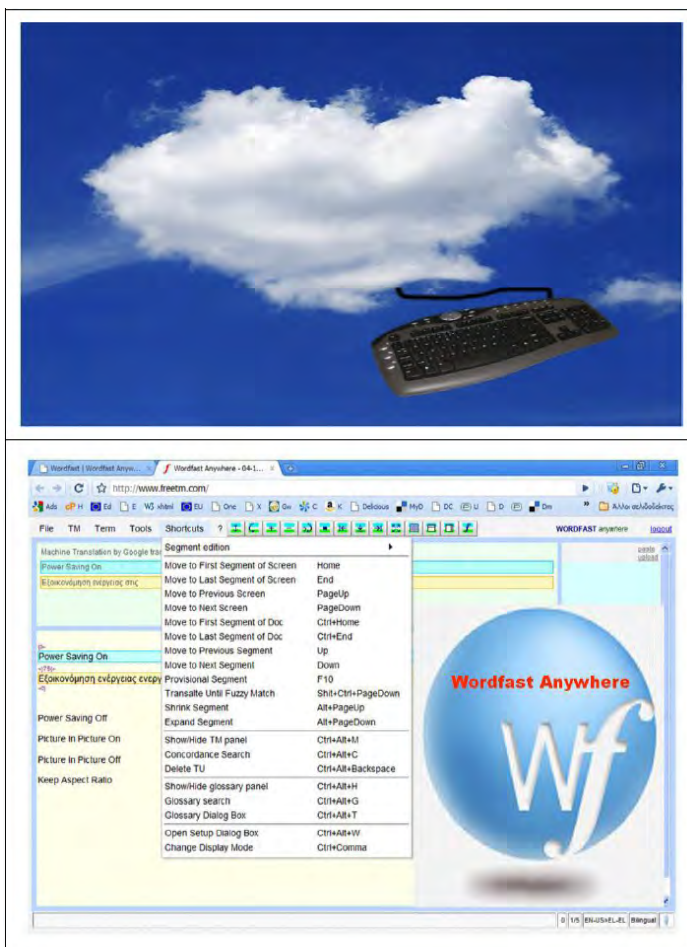 Wordfast | Wordfast Anyw...
Wordfast Anywhere - 04-1...
http://www.freetm.com/
Ads
H
Ed
E
W3 xhtml
EU
One
X
Gw
C
K
Delicious
MyD
DC
U
D
Dm
»
Άλλοι σελιδοδείκτες
File TM Term Tools Shortcuts ?
WORDFAST anywhere logout
Machine Translation by Google tra
Power Saving On
Εξοικονόμηση ενέργειας στις
paste
upload
Segment edition
Move to First Segment of Screen Home
Move to Last Segment of Screen End
Move to Previous Screen PageUp
Move to Next Screen PageDown
Move to First Segment of Doc Ctrl+Home
Move to Last Segment of Doc Ctrl+End
Move to Previous Segment Up
Move to Next Segment Down
Provisional Segment F10
Transalte Until Fuzzy Match Shit+Ctrl+PageDown
Shrink Segment Alt+PageUp
Expand Segment Alt+PageDown
Show/Hide TM panel Ctrl+Alt+M
Concordance Search Ctrl+Alt+C
Delete TU Ctrl+Alt+Backspace
Show/Hide glossary panel Ctrl+Alt+H
Glossary search Ctrl+Alt+G
Glossary Dialog Box Ctrl+Alt+T
Open Setup Dialog Box Ctrl+Alt+W
Change Display Mode Ctrl+Comma
Power Saving On
Εξοικονόμηση ενέργειας ενεργ
Power Saving Off
Picture In Picture On
Picture In Picture Off
Keep Aspect Ratio
Wordfast Anywhere
Wf
0 1/5 EN-US>EL-EL Bilingual